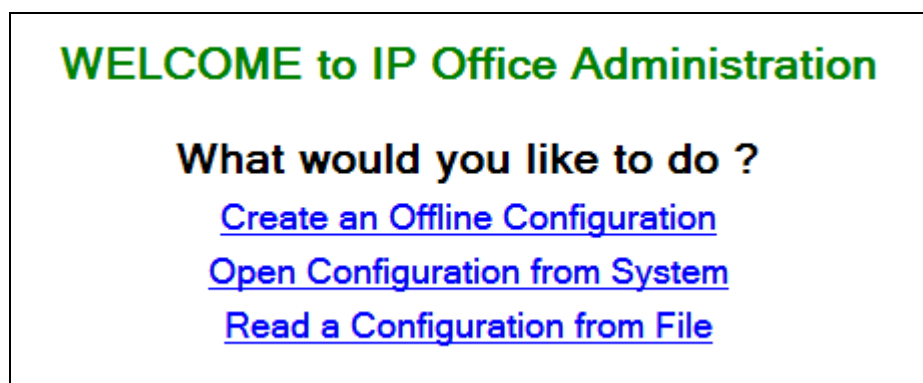 WELCOME to IP Office Administration
What would you like to do ?
Create an Offline Configuration
Open Configuration from System
Read a Configuration from File